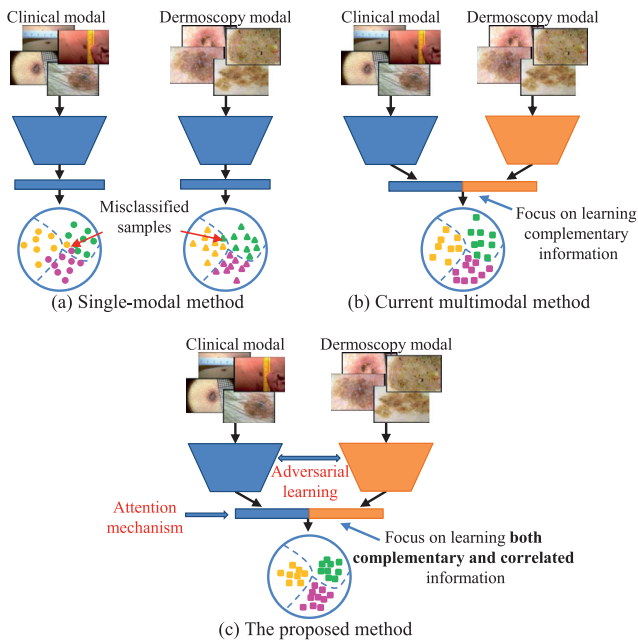 Clinical modal
Dermoscopy modal
Misclassified
samples
(a) Single-modal method
Clinical modal
Dermoscopy modal
Focus on learning
complementary
information
(b) Current multimodal method
Clinical modal
Dermoscopy modal
Adversarial
learning
Attention
mechanism
Focus on learning both
complementary and correlated
information
(c) The proposed method